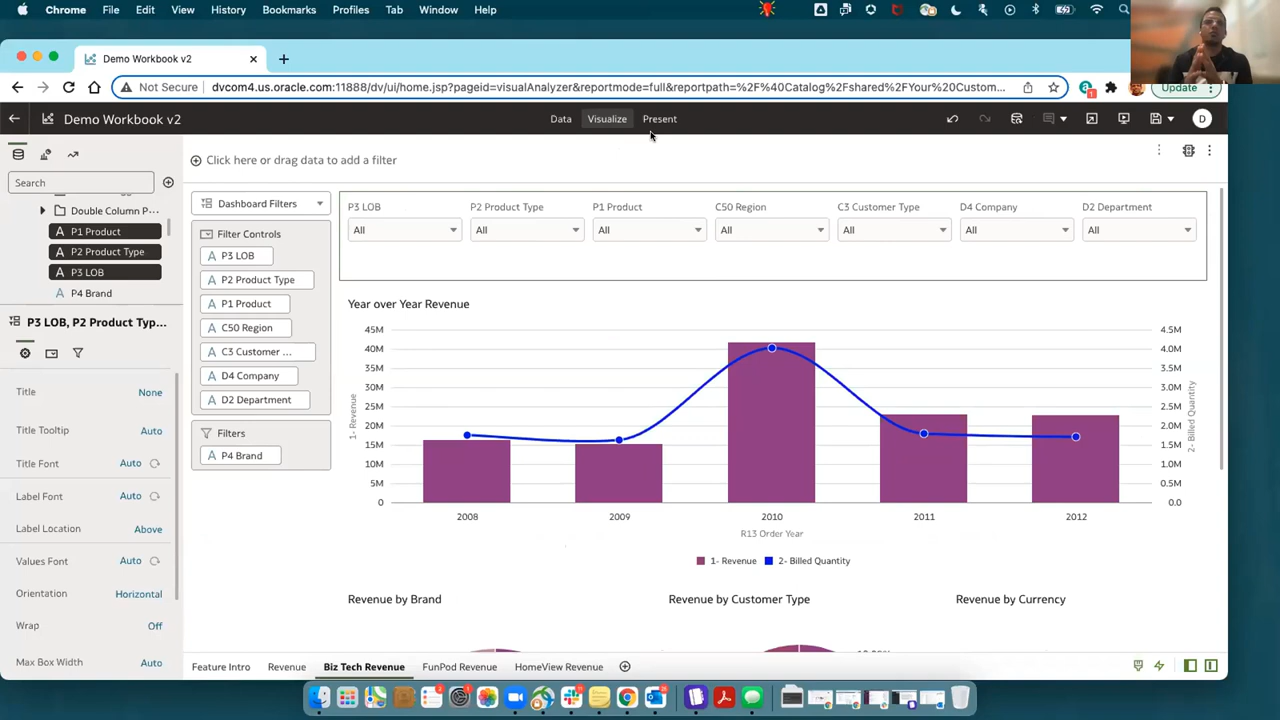 Chrome File Edit View History Bookmarks Profiles Tab Window Help
Demo Workbook v2
Not Secure dvcom4.us.oracle.com:11888/dv/ui/home.jsp?pageid=visualAnalyzer&reportmode=full&reportpath=%2F%40Catalog%2Fshared%2FYour%20Custom... Update
Demo Workbook v2 Data Visualize Present D
Search
Double Column P...
A P1 Product
A P2 Product Type
A P3 LOB
A P4 Brand
P3 LOB, P2 Product Typ...
Title None
Title Tooltip Auto
Title Font Auto
Label Font Auto
Label Location Above
Values Font Auto
Orientation Horizontal
Wrap Off
Max Box Width Auto
Click here or drag data to add a filter
Dashboard Filters
Filter Controls
A P3 LOB
A P2 Product Type
A P1 Product
A C50 Region
A C3 Customer ...
A D4 Company
A D2 Department
Filters
A P4 Brand
P3 LOB P2 Product Type P1 Product C50 Region C3 Customer Type D4 Company D2 Department
All All All All All All All
Year over Year Revenue
45M 4.5M
40M 4.0M
35M 3.5M
30M 3.0M
25M 2.5M
20M 2.0M
15M 1.5M
10M 1.0M
5M 0.5M
0 0.0
1- Revenue
2- Billed Quantity
2008 2009 2010 2011 2012
R13 Order Year
1- Revenue 2- Billed Quantity
Revenue by Brand Revenue by Customer Type Revenue by Currency
Feature Intro Revenue Biz Tech Revenue FunPod Revenue HomeView Revenue